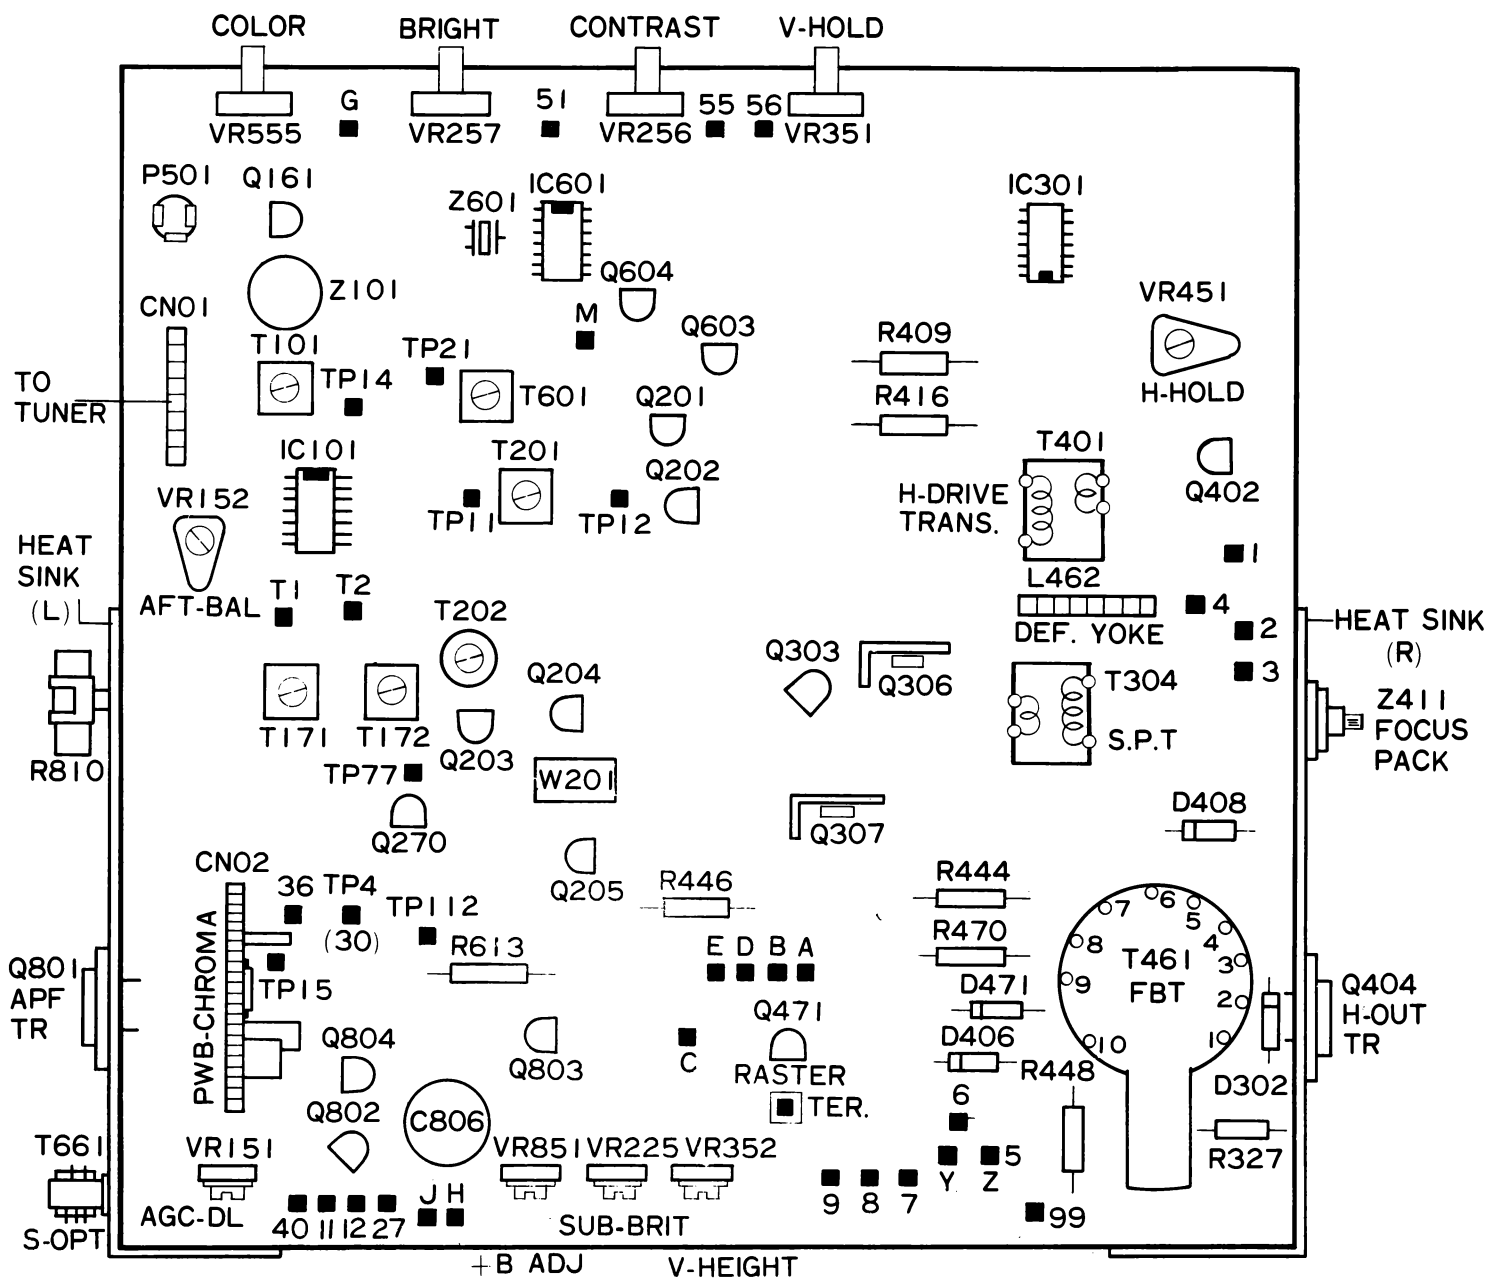 COLOR
BRIGHT
CONTRAST
V-HOLD
G
51
55
56
VR555
VR257
VR256
VR351
P501
Q161
Z601
IC601
IC301
Q604
Z101
CN01
M
VR451
T101
TP21
Q603
R409
TP14
TO
TUNER
T601
Q201
R416
H-HOLD
IC101
T201
Q202
T401
VR152
H-DRIVE
TRANS.
Q402
TP11
TP12
HEAT
SINK
(L)
1
T1
T2
L462
AFT-BAL
4
T202
DEF. YOKE
2
HEAT SINK
(R)
Q303
3
Q204
Q306
T304
Z411
FOCUS
PACK
T171
T172
S.P.T
Q203
R810
TP77
W201
D408
Q270
Q307
CN02
36
TP4
(30)
Q205
R446
R444
TP112
6
7
5
8
4
R613
E D B A
R470
T461
FBT
3
Q801
APF
TR
PWB-CHROMA
TP15
D471
9
2
Q404
H-OUT
TR
Q471
Q804
Q803
C
D406
10
1
RASTER
TER.
R448
D302
Q802
C806
6
T661
VR151
VR851
VR225
VR352
5
R327
Y
Z
J H
9
8
7
AGC-DL
40 11 12 27
SUB-BRIT
99
S-OPT
+B ADJ
V-HEIGHT